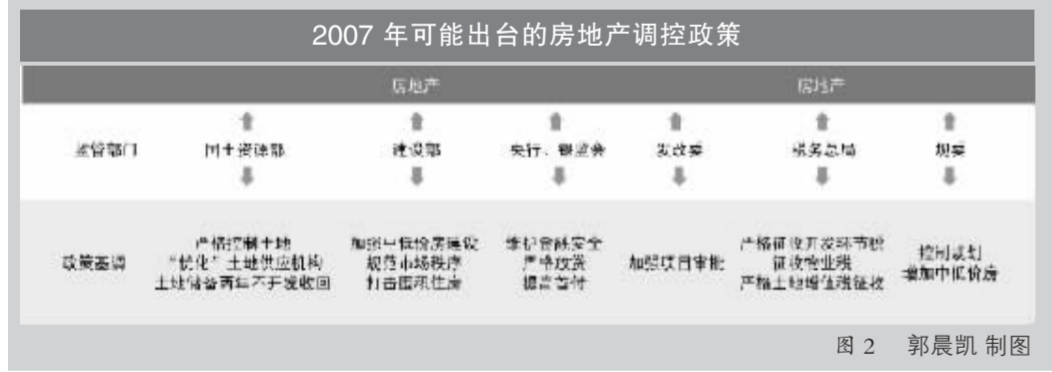 2007 年可能出台的房地产调控政策
房地产 房地产
监管部门 国土资源部 建设部 央行、银监会 发改委 税务总局 规委
政策基调
严格控制土地
“优化”土地供应机构
土地储备两年不开发收回
加强中低价房建设
规范市场秩序
打击囤积住房
维护金融安全
严格放贷
提高首付
加强项目审批
严格征收开发环节税
征收物业税
严格土地增值税征收
控制规划
增加中低价房
图 2 郭晨凯 制图